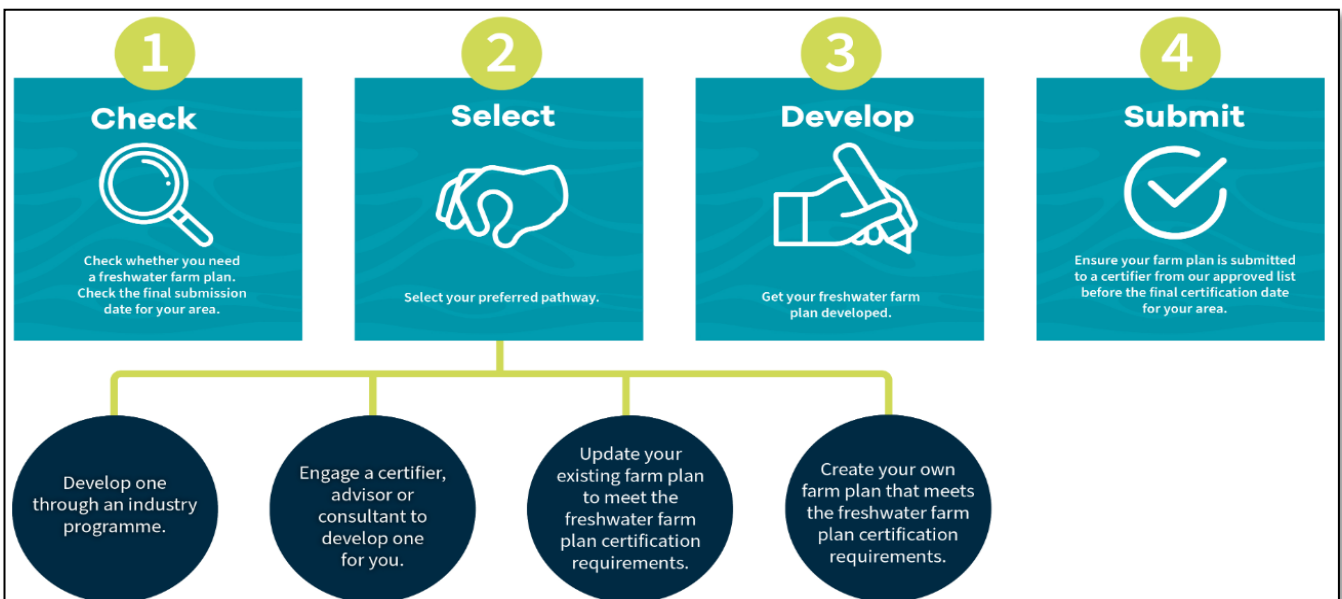 1
Check
Check whether you need
a freshwater farm plan.
Check the final submission
date for your area.
2
Select
Select your preferred pathway.
3
Develop
Get your freshwater farm
plan developed.
4
Submit
Ensure your farm plan is submitted
to a certifier from our approved list
before the final certification date
for your area.
Develop one
through an industry
programme.
Engage a certifier,
advisor or
consultant to
develop one
for you.
Update your
existing farm plan
to meet the
freshwater farm
plan certification
requirements.
Create your own
farm plan that meets
the freshwater farm
plan certification
requirements.